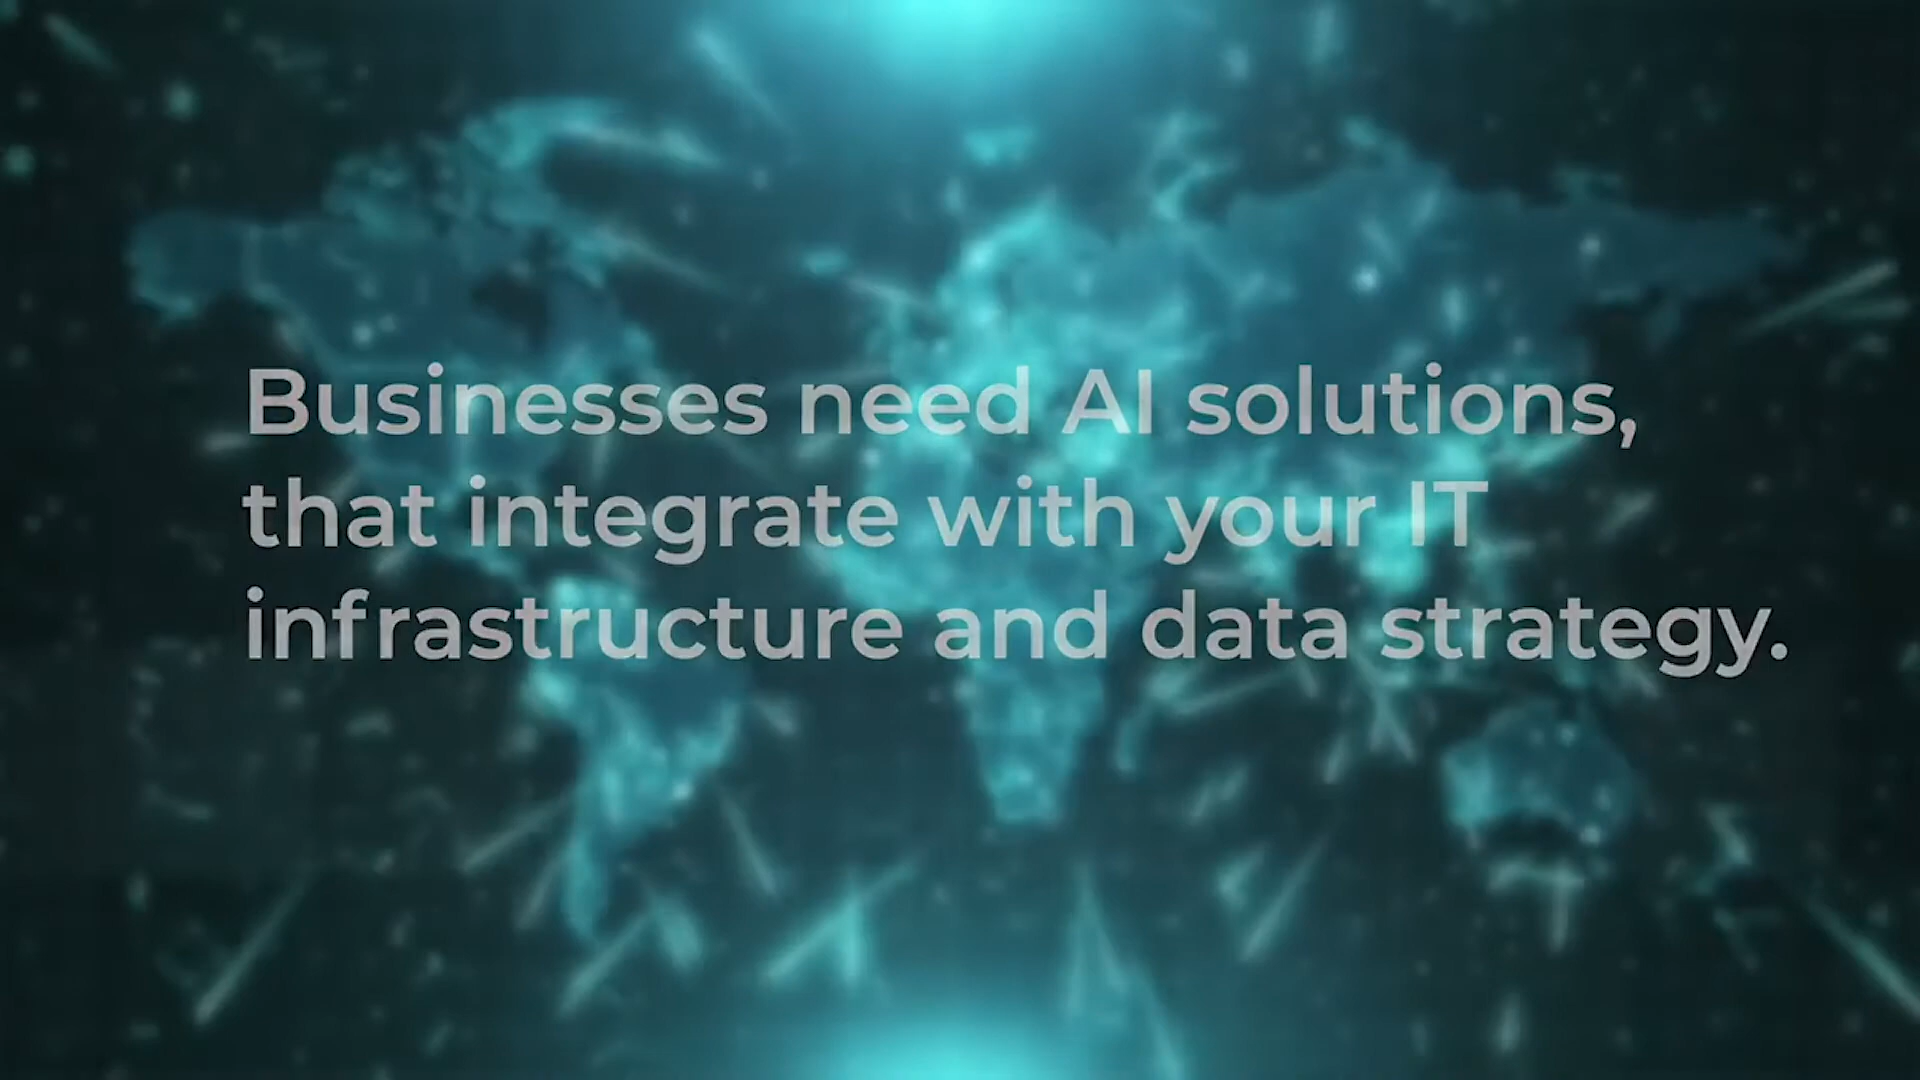 Businesses need AI solutions,
that integrate with your IT
infrastructure and data strategy.